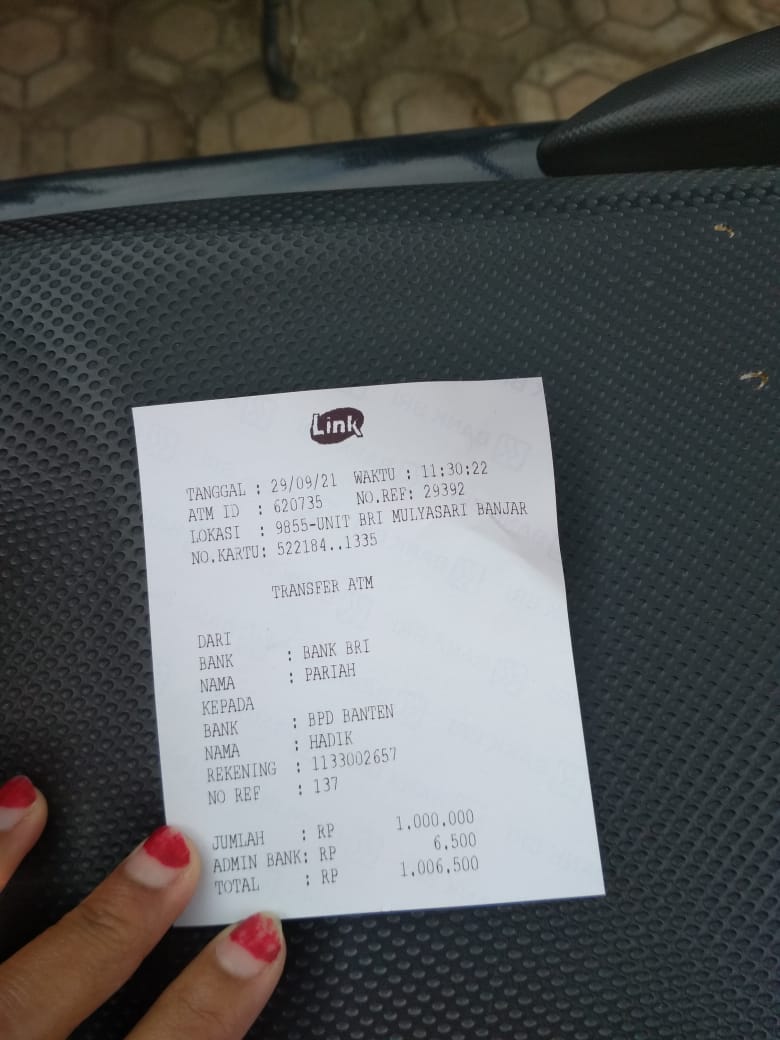 Link
TANGGAL : 29/09/21 WAKTU : 11:30:22
ATM ID : 620735 NO.REF: 29392
LOKASI : 9855-UNIT BRI MULYASARI BANJAR
NO.KARTU: 522184..1335
TRANSFER ATM
DARI
BANK : BANK BRI
NAMA : PARIAH
KEPADA
BANK : BPD BANTEN
NAMA : HADIK
REKENING : 1133002657
NO REF : 137
JUMLAH : RP 1.000.000
ADMIN BANK: RP 6.500
TOTAL : RP 1.006.500